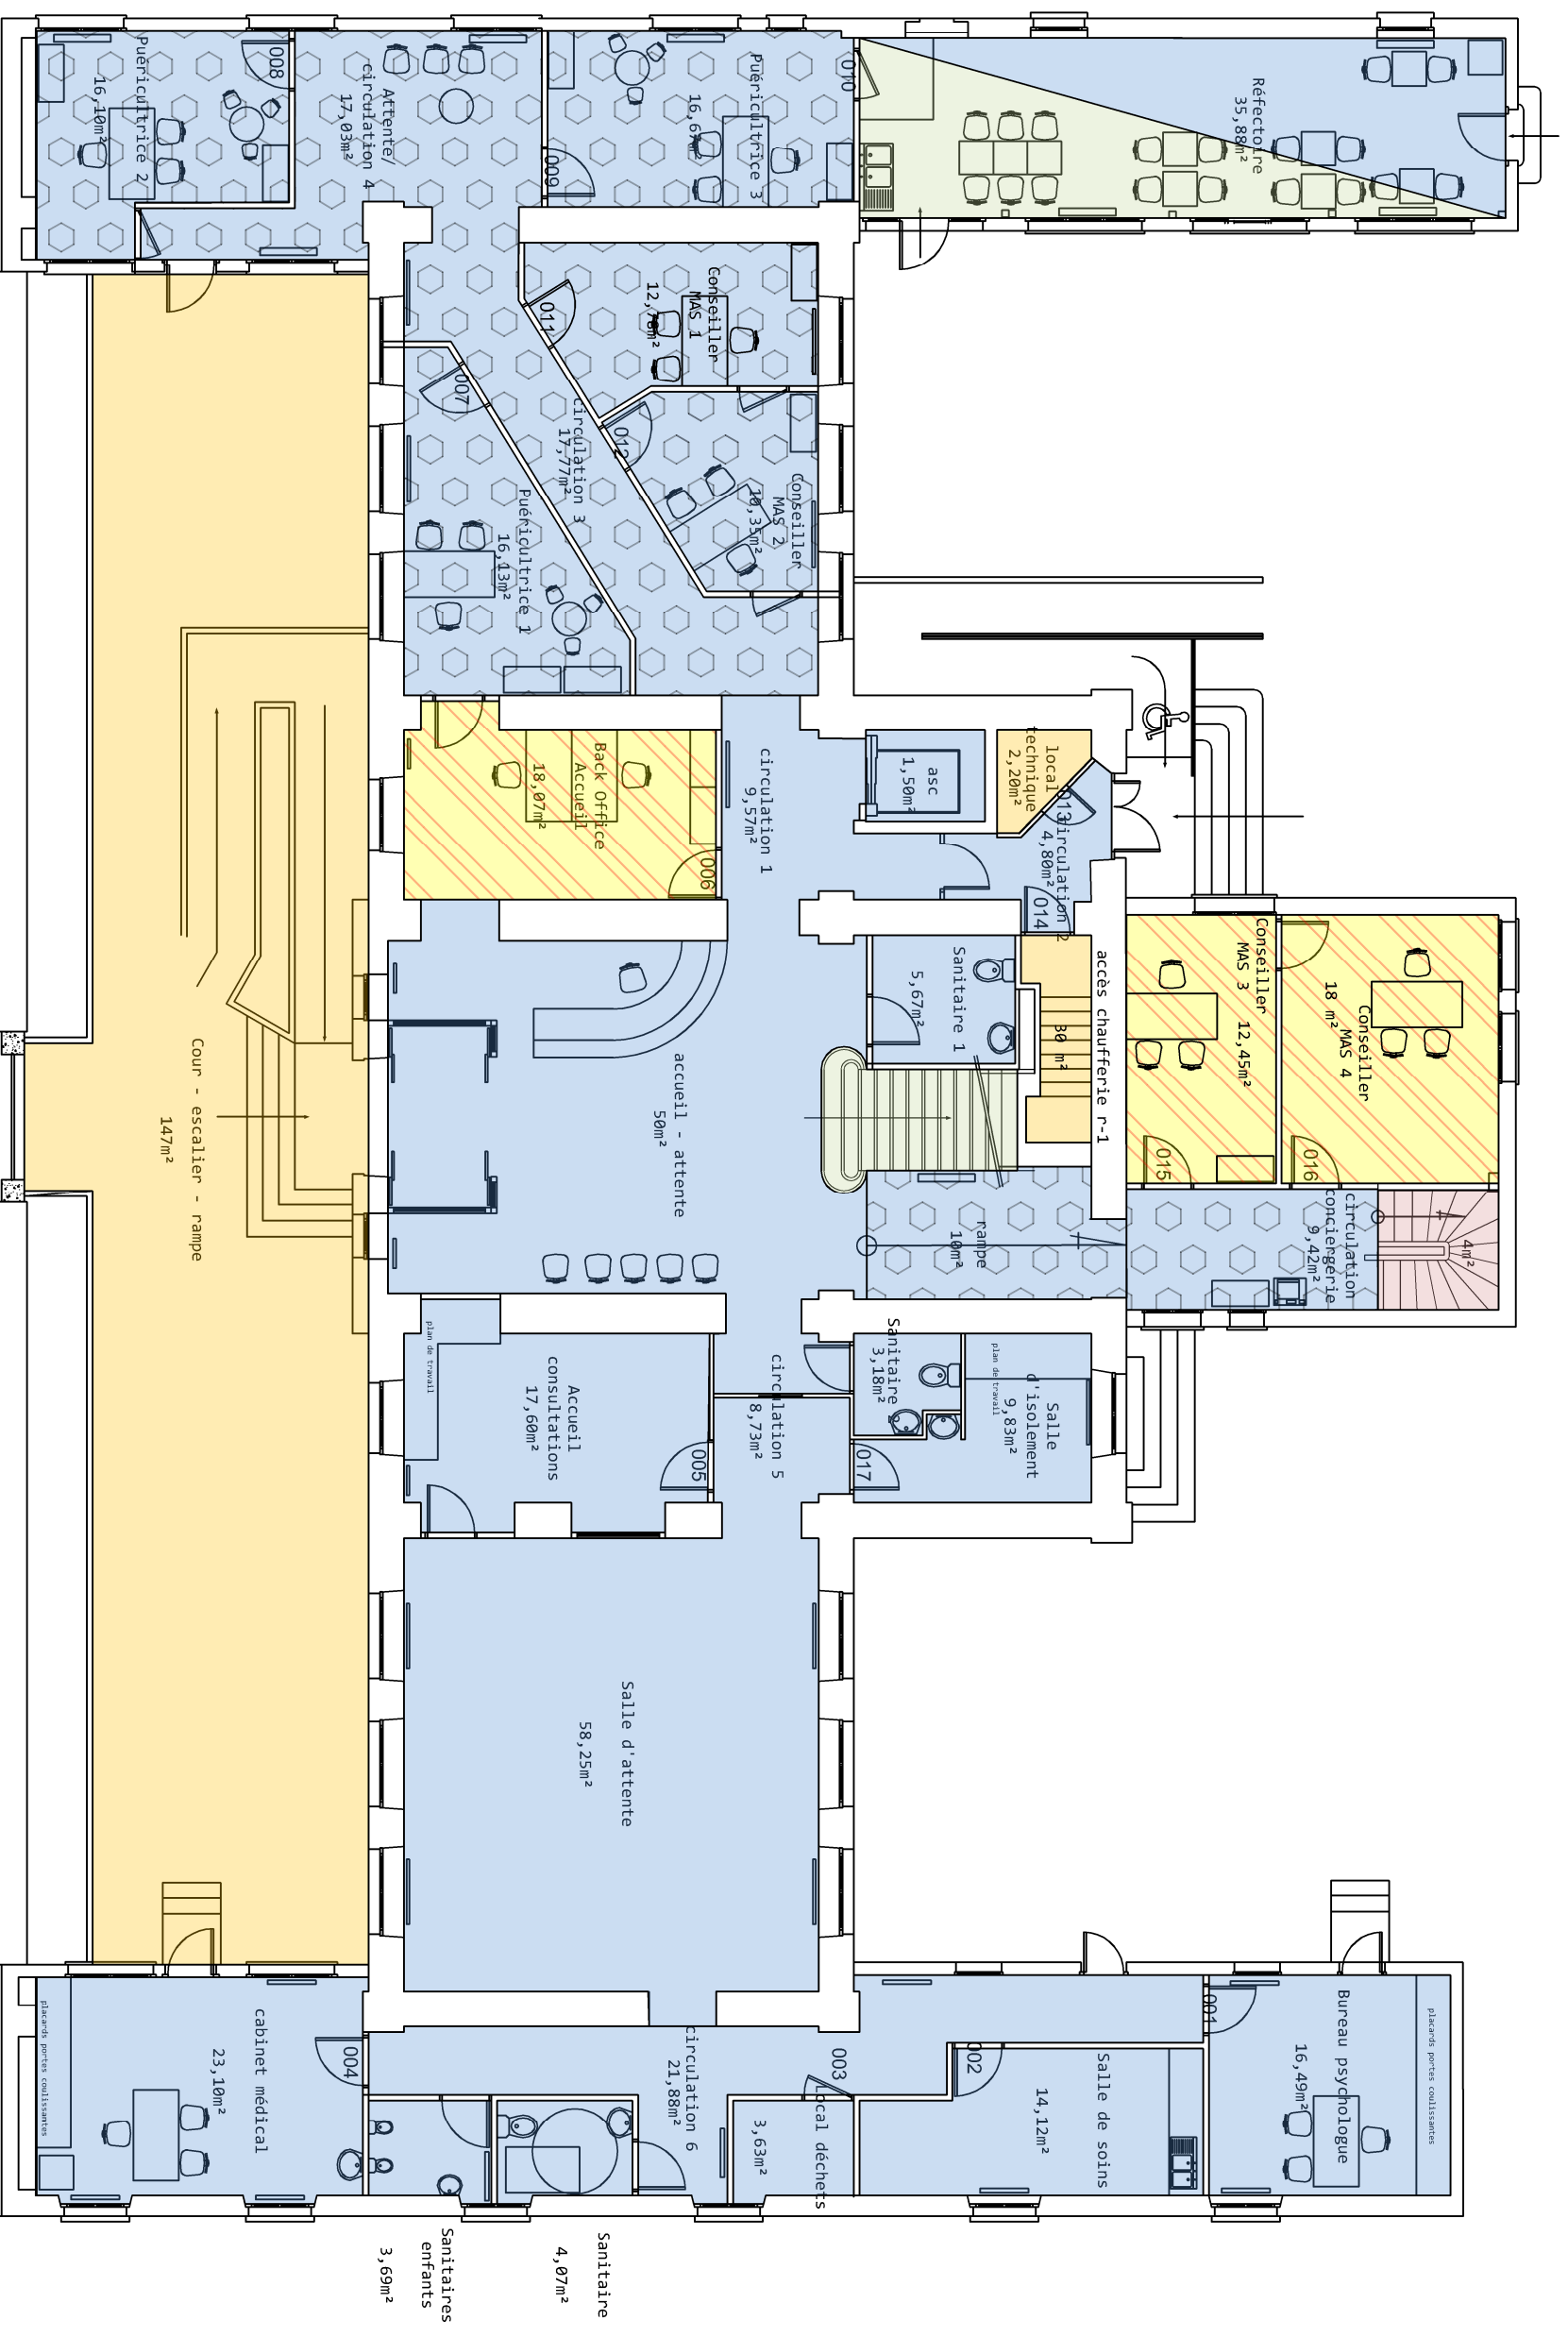 Puéricultrice 2
16,10m²
008
Attente/
circulation 4
17,03m²
009
Puéricultrice 3
16,67m²
010
Réfectoire
35,88m²
Conseiller
MAS 1
12,78m²
011
007
circulation 3
17,77m²
012
Conseiller
MAS 2
10,35m²
Puéricultrice 1
16,13m²
Back Office
Accueil
18,07m²
006
circulation 1
9,57m²
asc
1,50m²
local
technique
2,20m²
013
circulation 2
4,80m²
014
Sanitaire 1
5,67m²
accès chaufferie r-1
30 m²
Conseiller
MAS 3
12,45m²
015
Conseiller
MAS 4
18 m²
016
Cour - escalier - rampe
147m²
accueil - attente
50m²
rampe
10m²
circulation
conciergerie
9,42m²
4m²
plan de travail
Accueil
consultations
17,60m²
005
circulation 5
8,73m²
Sanitaire
3,18m²
plan de travail
Salle
d'isolement
9,83m²
017
Salle d'attente
58,25m²
placards portes coulissantes
cabinet médical
23,10m²
004
circulation 6
21,88m²
003
Local déchets
3,63m²
002
Salle de soins
14,12m²
001
Bureau psychologue
16,49m²
placards portes coulissantes
Sanitaires
enfants
3,69m²
Sanitaire
4,07m²